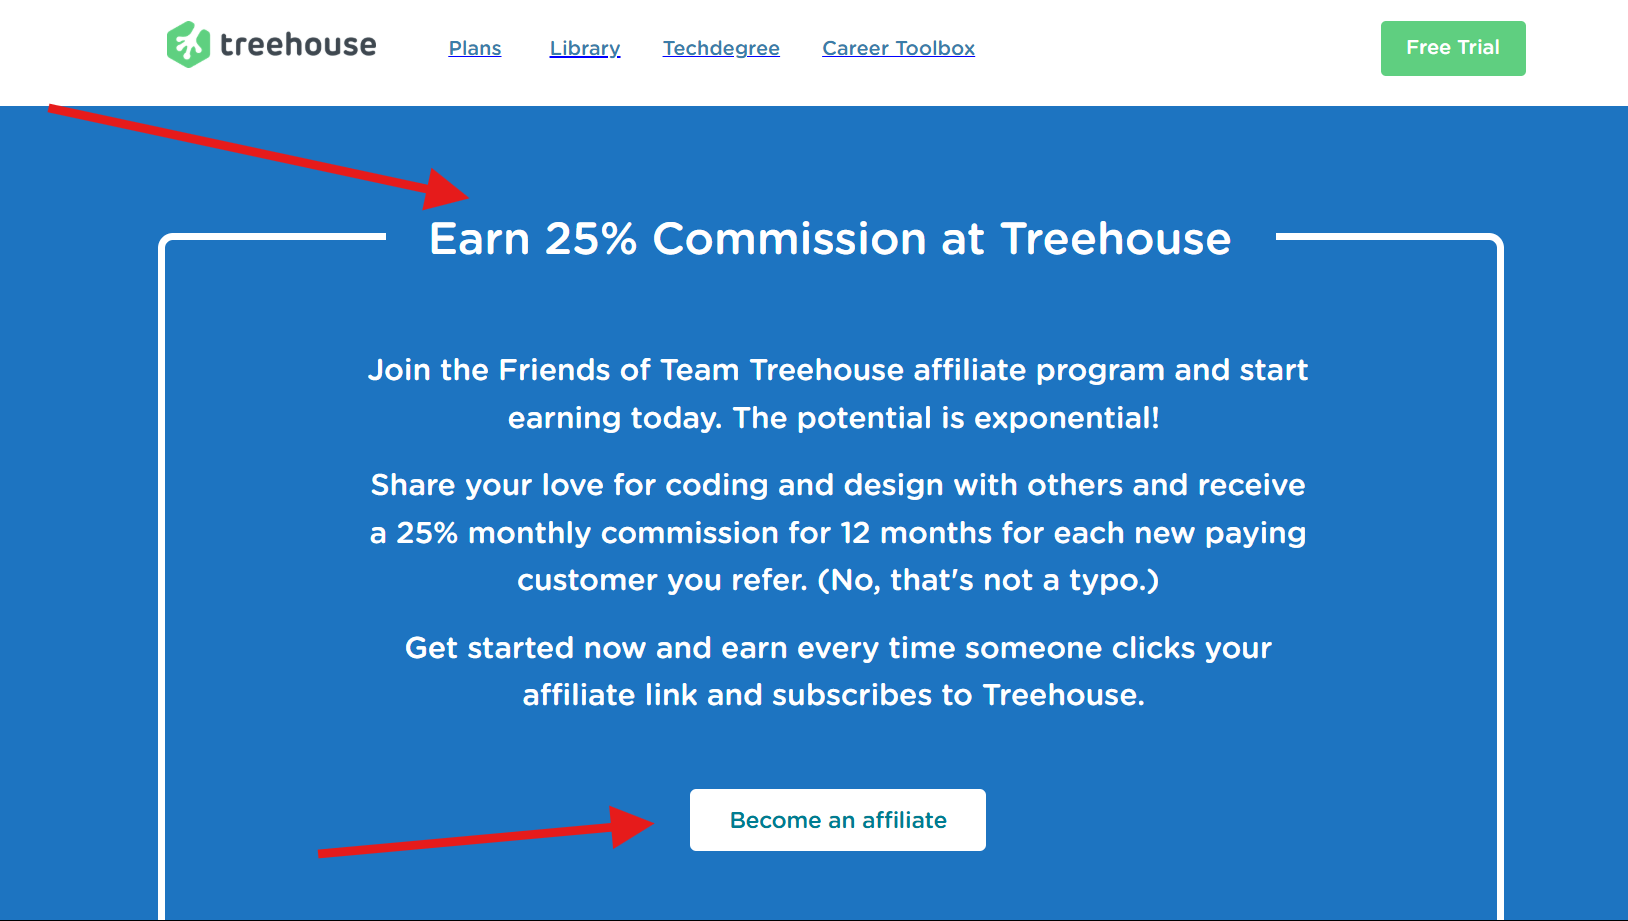 treehouse
Plans
Library
Techdegree
Career Toolbox
Free Trial
Earn 25% Commission at Treehouse
Join the Friends of Team Treehouse affiliate program and start
earning today. The potential is exponential!
Share your love for coding and design with others and receive
a 25% monthly commission for 12 months for each new paying
customer you refer. (No, that's not a typo.)
Get started now and earn every time someone clicks your
affiliate link and subscribes to Treehouse.
Become an affiliate